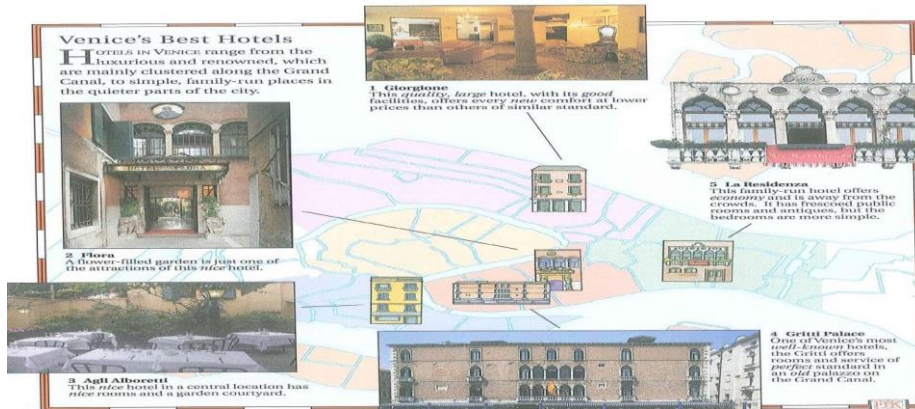 Venice's Best Hotels
HOTELS IN VENICE range from the
luxurious and renowned, which
are mainly clustered along the Grand
Canal, to simple, family-run places in
the quieter parts of the city.
1 Giorgione
This quality, large hotel, with its good
facilities, offers every new comfort at lower
prices than others of similar standard.
2 Flora
A flower-filled garden is just one of
the attractions of this nice hotel.
3 Agli Alboretti
This nice hotel in a central location has
nice rooms and a garden courtyard.
4 Gritti Palace
One of Venice's most
well-known hotels,
the Gritti offers
rooms and service of
perfect standard in
an old palazzo on
the Grand Canal.
5 La Residenza
This family-run hotel offers
economy and is away from the
crowds. It has frescoed public
rooms and antiques, but the
bedrooms are more simple.